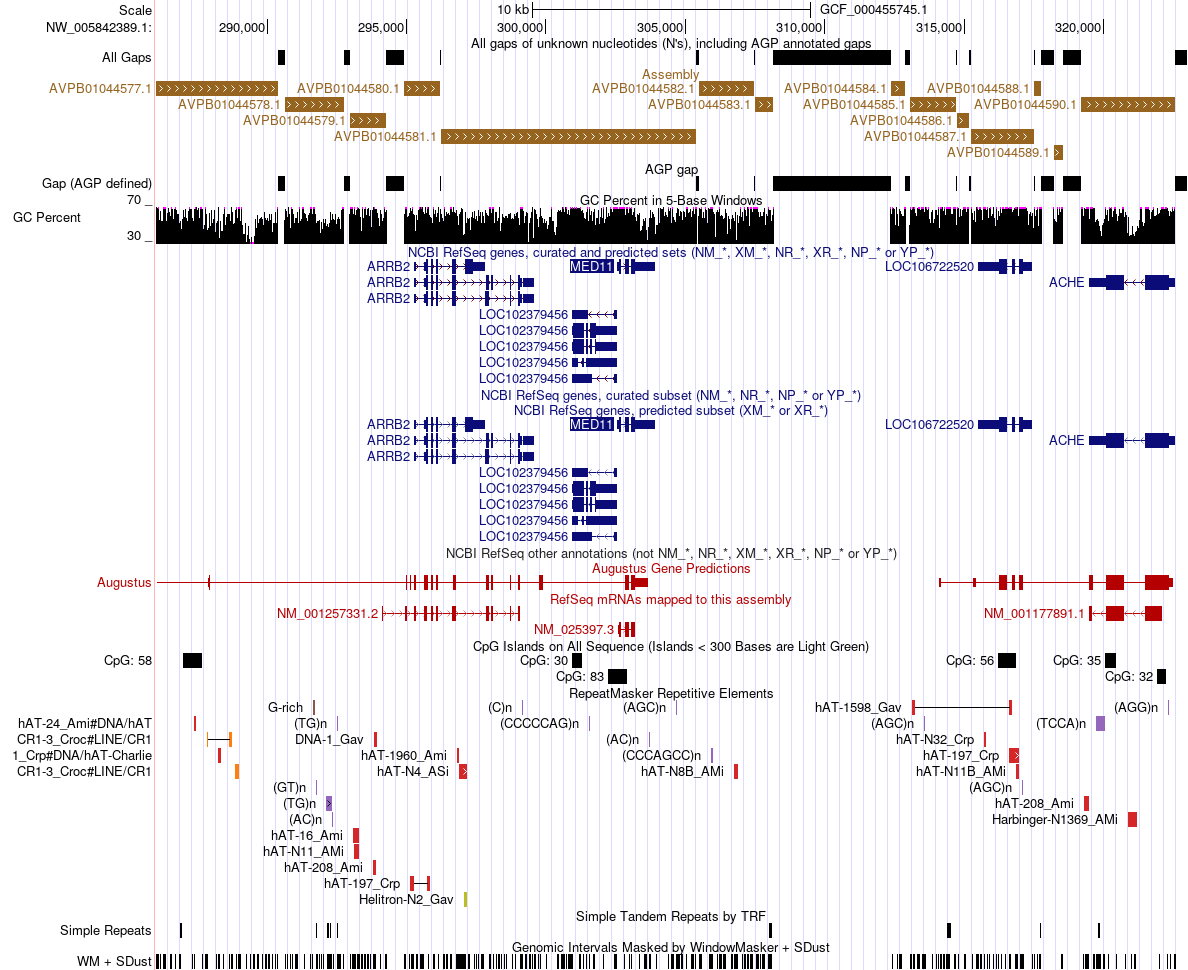 Scale 10 kb GCF_000455745.1
NW_005842389.1: 290,000 295,000 300,000 305,000 310,000 315,000 320,000
All gaps of unknown nucleotides (N's), including AGP annotated gaps
All Gaps
Assembly
AVPB01044577.1 AVPB01044580.1 AVPB01044582.1 AVPB01044584.1 AVPB01044588.1
AVPB01044578.1 AVPB01044583.1 AVPB01044585.1 AVPB01044590.1
AVPB01044579.1 AVPB01044586.1
AVPB01044581.1 AVPB01044587.1
AVPB01044589.1
AGP gap
Gap (AGP defined)
GC Percent in 5-Base Windows
70 _
GC Percent
30 _
NCBI RefSeq genes, curated and predicted sets (NM_*, XM_*, NR_*, XR_*, NP_* or YP_*)
ARRB2 MED11 LOC106722520
ARRB2 ACHE
ARRB2
LOC102379456
LOC102379456
LOC102379456
LOC102379456
LOC102379456
NCBI RefSeq genes, curated subset (NM_*, NR_*, NP_* or YP_*)
NCBI RefSeq genes, predicted subset (XM_* or XR_*)
ARRB2 MED11 LOC106722520
ARRB2 ACHE
ARRB2
LOC102379456
LOC102379456
LOC102379456
LOC102379456
LOC102379456
NCBI RefSeq other annotations (not NM_*, NR_*, XM_*, XR_*, NP_* or YP_*)
Augustus Gene Predictions
Augustus
RefSeq mRNAs mapped to this assembly
NM_001257331.2 NM_001177891.1
NM_025397.3
CpG Islands on All Sequence (Islands < 300 Bases are Light Green)
CpG: 58 CpG: 30 CpG: 56 CpG: 35
CpG: 83 CpG: 32
RepeatMasker Repetitive Elements
G-rich (C)n (AGC)n hAT-1598_Gav (AGG)n
hAT-24_Ami#DNA/hAT (TG)n (CCCCCAG)n (AGC)n (TCCA)n
CR1-3_Croc#LINE/CR1 DNA-1_Gav (AC)n hAT-N32_Crp
1_Crp#DNA/hAT-Charlie hAT-1960_Ami (CCCAGCC)n hAT-197_Crp
CR1-3_Croc#LINE/CR1 hAT-N4_ASi hAT-N8B_AMi hAT-N11B_AMi
(GT)n (AGC)n
(TG)n hAT-208_Ami
(AC)n Harbinger-N1369_AMi
hAT-16_Ami
hAT-N11_AMi
hAT-208_Ami
hAT-197_Crp
Helitron-N2_Gav
Simple Tandem Repeats by TRF
Simple Repeats
Genomic Intervals Masked by WindowMasker + SDust
WM + SDust